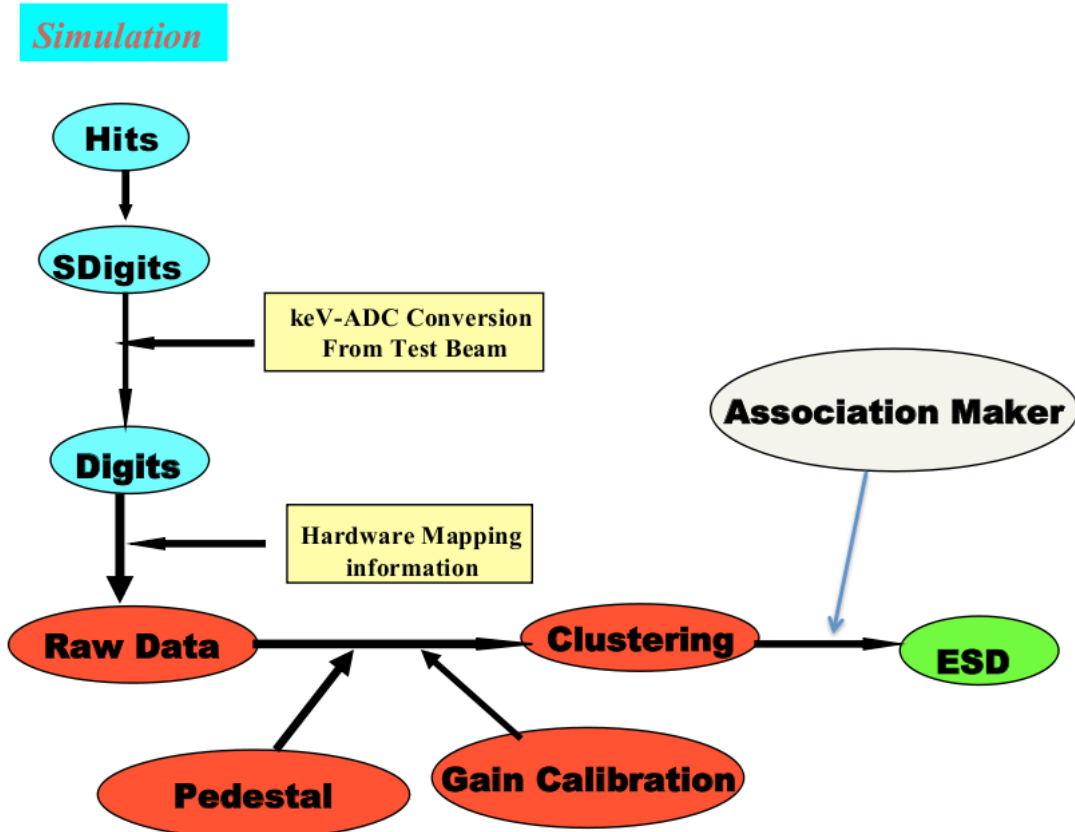 Simulation
Hits
SDigits
keV-ADC Conversion
From Test Beam
Association Maker
Digits
Hardware Mapping
information
Raw Data
Clustering
ESD
Pedestal
Gain Calibration